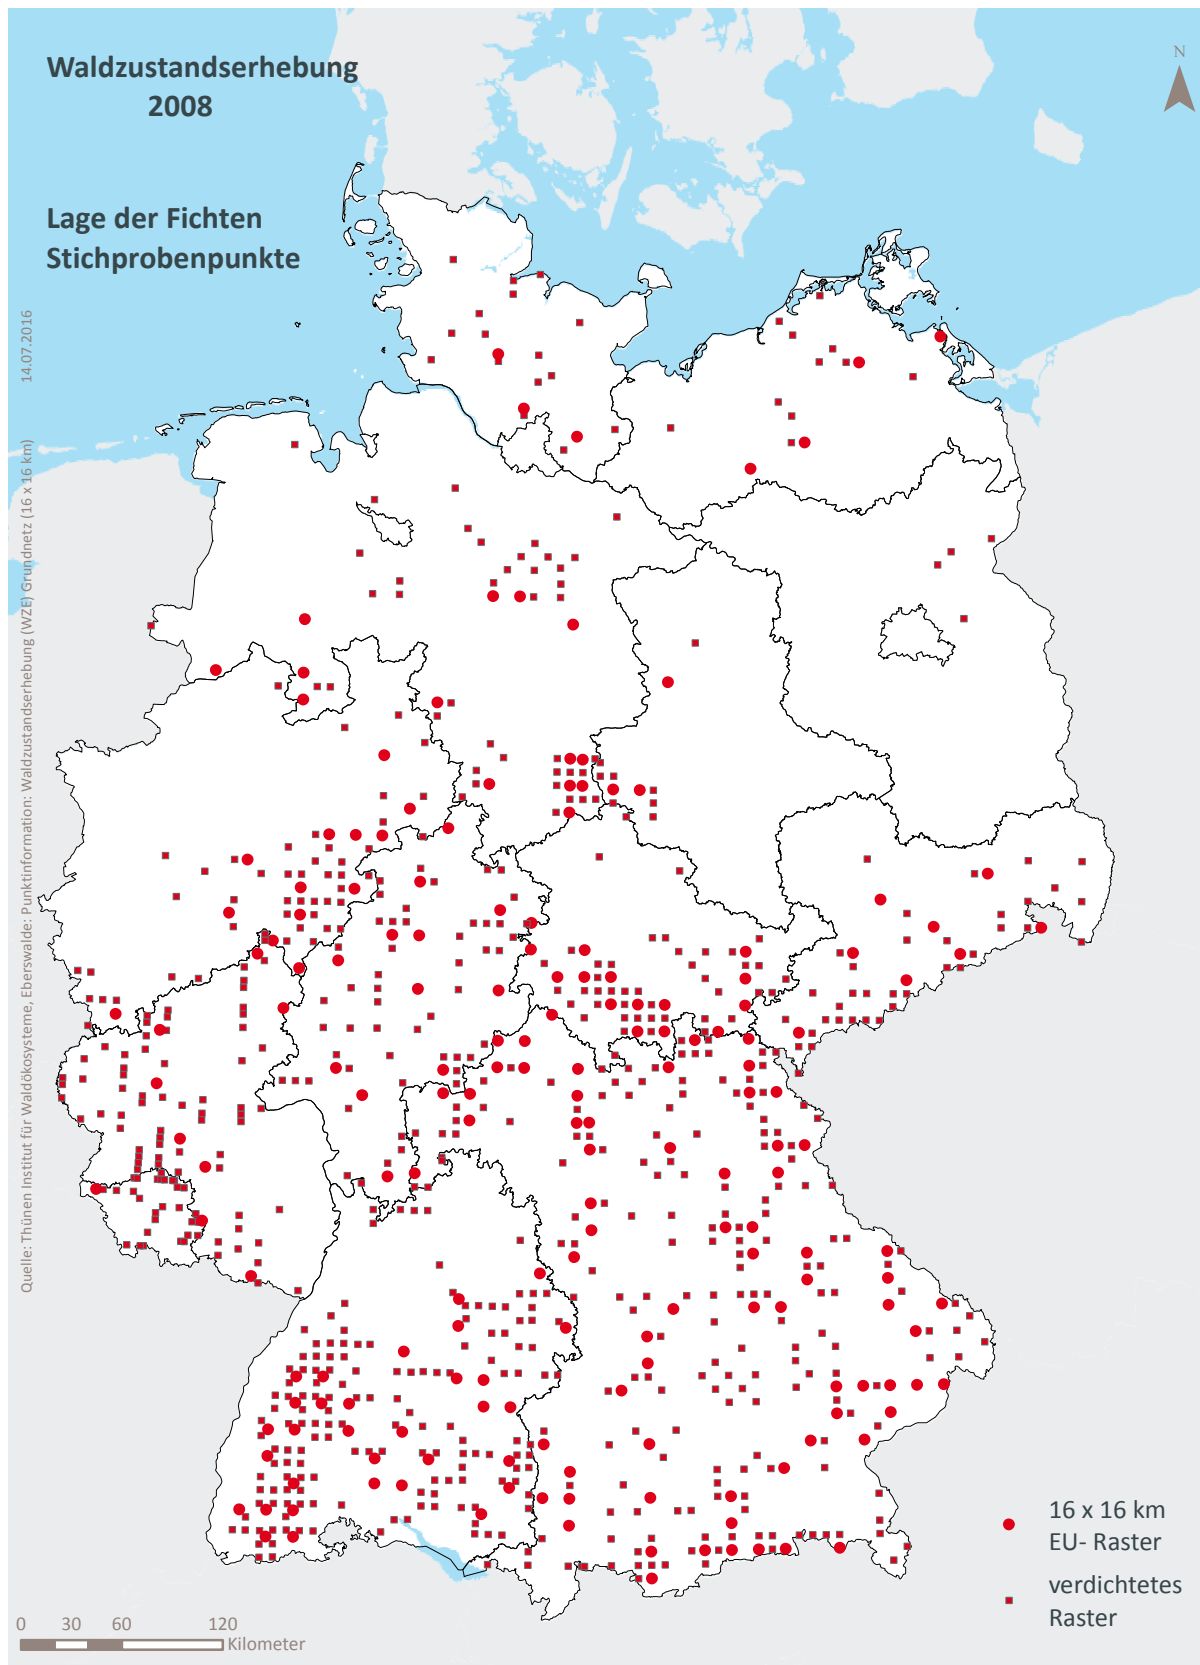 Waldzustandserhebung
2008
Lage der Fichten
Stichprobenpunkte
N
Quelle: Thünen Institut für Waldökosysteme, Eberswalde: Punktinformation: Waldzustandserhebung (WZE) Grundnetz (16 x 16 km) 14.07.2016
16 x 16 km
EU- Raster
verdichtetes
Raster
0 30 60 120
Kilometer